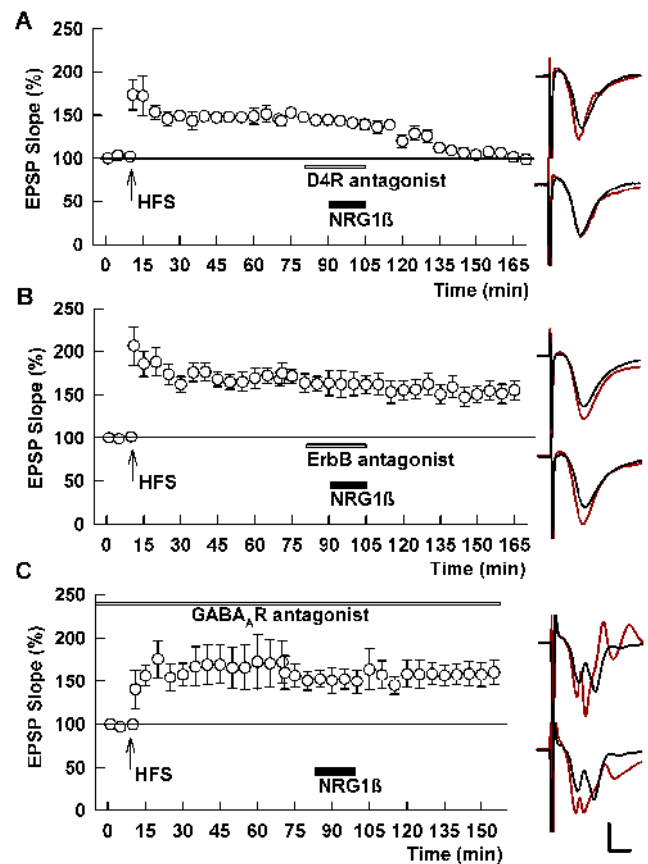 A
EPSP Slope (%)
250
200
150
100
50
0
HFS
D4R antagonist
NRG1ß
0 15 30 45 60 75 90 105 120 135 150 165
Time (min)
B
EPSP Slope (%)
250
200
150
100
50
0
HFS
ErbB antagonist
NRG1ß
0 15 30 45 60 75 90 105 120 135 150 165
Time (min)
C
EPSP Slope (%)
250
200
150
100
50
0
GABAAR antagonist
HFS
NRG1ß
0 15 30 45 60 75 90 105 120 135 150
Time (min)